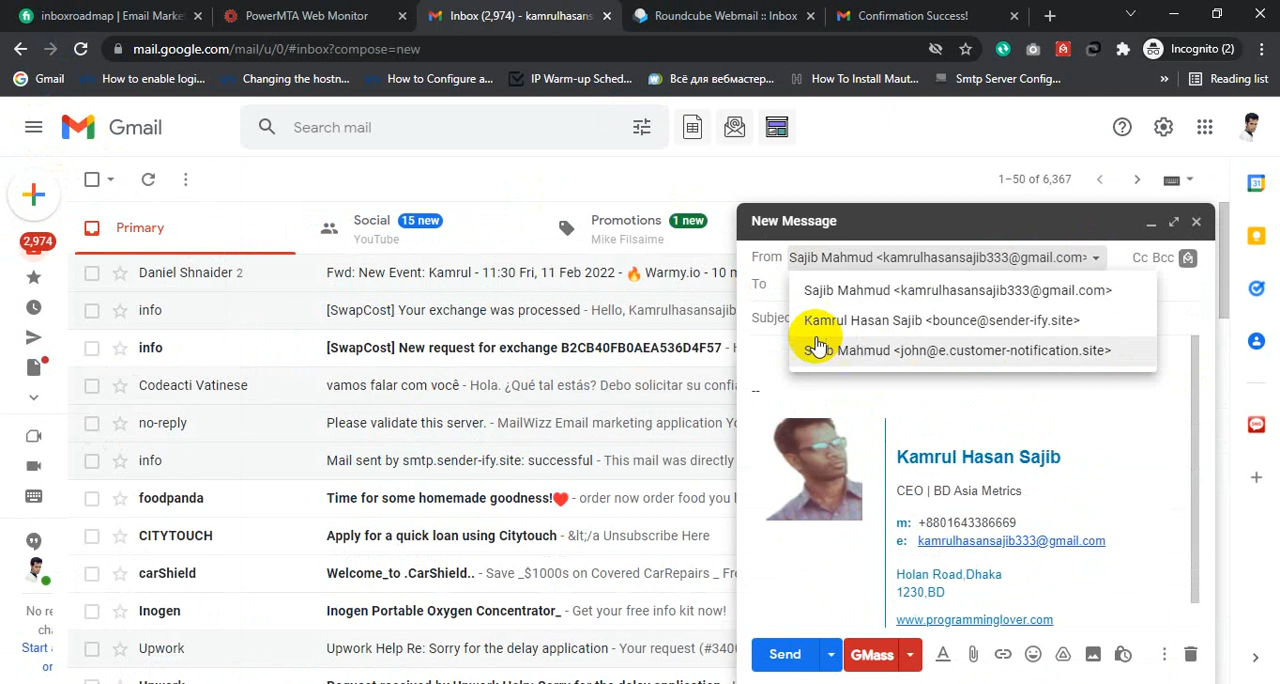 inboxroadmap | Email Marke
PowerMTA Web Monitor
Inbox (2,974) - kamrulhasans
Roundcube Webmail :: Inbox
Confirmation Success!
mail.google.com/mail/u/0/#inbox?compose=new
Incognito (2)
Gmail
How to enable logi...
Changing the hostn...
How to Configure a...
IP Warm-up Sched...
Всё для вебмастер...
How To Install Maut...
Smtp Server Config...
»
Reading list
Gmail
Search mail
1–50 of 6,367
2,974
Primary
Social 15 new
YouTube
Promotions 1 new
Mike Filsaime
Daniel Shnaider 2 Fwd: New Event: Kamrul - 11:30 Fri, 11 Feb 2022 - 🔥 Warmy.io - 10 m
info [SwapCost] Your exchange was processed - Hello, Kamrulhasansajib
info [SwapCost] New request for exchange B2CB40FB0AEA536D4F57 -
Codeacti Vatinese vamos falar com você - Hola. ¿Qué tal estás? Debo solicitar su confia
no-reply Please validate this server. - MailWizz Email marketing application Yo
info Mail sent by smtp.sender-ify.site: successful - This mail was directly
foodpanda Time for some homemade goodness!❤ - order now order food you l
CITYTOUCH Apply for a quick loan using Citytouch - &lt;/a Unsubscribe Here
carShield Welcome_to .CarShield.. - Save _$1000s on Covered CarRepairs _ Fre
Inogen Inogen Portable Oxygen Concentrator_ - Get your free info kit now!
Upwork Upwork Help Re: Sorry for the delay application - Your request (#3406
No re
Start
New Message
From Sajib Mahmud <kamrulhasansajib333@gmail.com>
Cc Bcc
To
Subjec
Sajib Mahmud <kamrulhasansajib333@gmail.com>
Kamrul Hasan Sajib <bounce@sender-ify.site>
Mahmud <john@e.customer-notification.site>
--
Kamrul Hasan Sajib
CEO | BD Asia Metrics
m: +8801643386669
e: kamrulhasansajib333@gmail.com
Holan Road,Dhaka
1230,BD
www.programminglover.com
Send
GMass